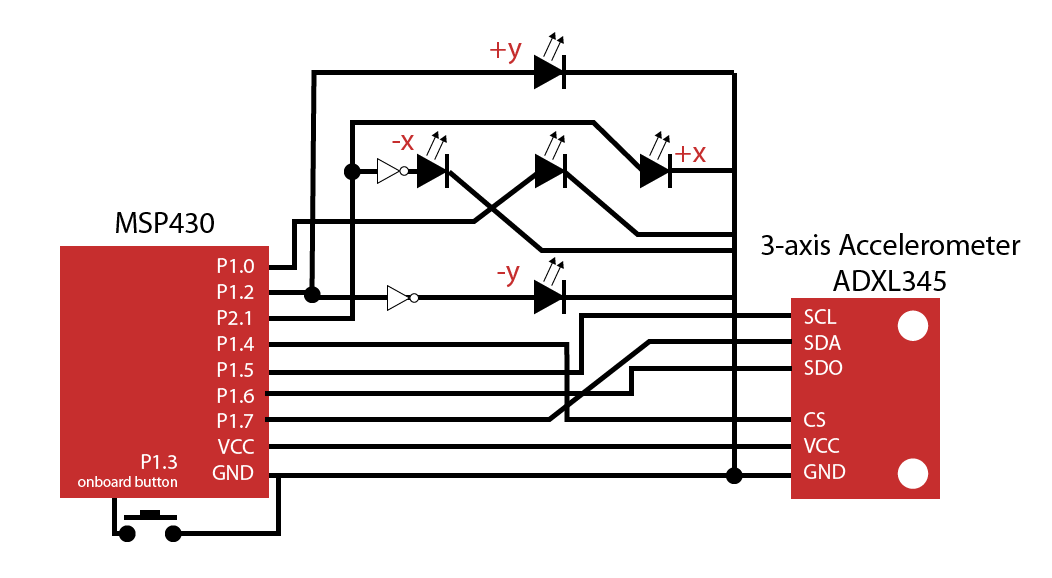 +y
-x
+x
MSP430
P1.0
P1.2
P2.1
P1.4
P1.5
P1.6
P1.7
VCC
GND
P1.3
onboard button
-y
3-axis Accelerometer
ADXL345
SCL
SDA
SDO
CS
VCC
GND